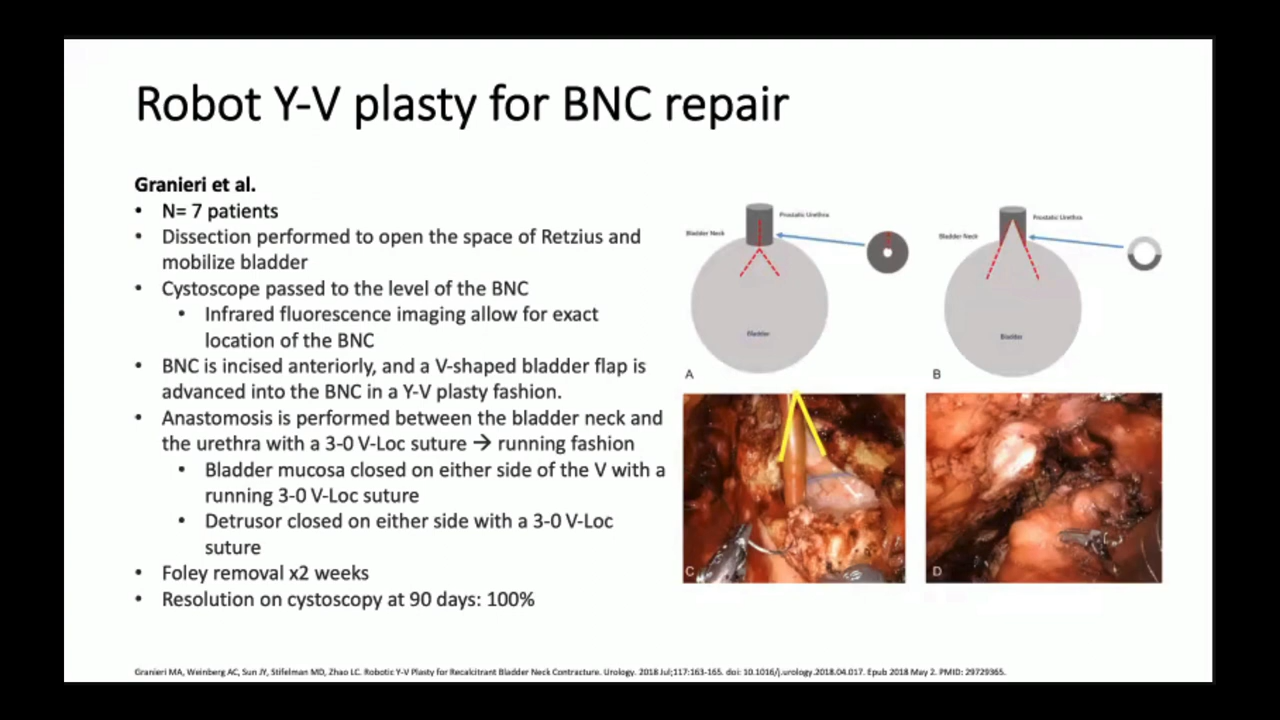 Robot Y-V plasty for BNC repair
Granieri et al.
• N= 7 patients
• Dissection performed to open the space of Retzius and
mobilize bladder
• Cystoscope passed to the level of the BNC
• Infrared fluorescence imaging allow for exact
location of the BNC
• BNC is incised anteriorly, and a V-shaped bladder flap is
advanced into the BNC in a Y-V plasty fashion.
• Anastomosis is performed between the bladder neck and
the urethra with a 3-0 V-Loc suture → running fashion
• Bladder mucosa closed on either side of the V with a
running 3-0 V-Loc suture
• Detrusor closed on either side with a 3-0 V-Loc
suture
• Foley removal x2 weeks
• Resolution on cystoscopy at 90 days: 100%
Prostatic Urethra
Bladder Neck
Bladder
A
Prostatic Urethra
Bladder Neck
Bladder
B
C
D
Granieri MA, Weinberg AC, Sun JY, Stifelman MD, Zhao LC. Robotic Y-V Plasty for Recalcitrant Bladder Neck Contracture. Urology. 2018 Jul;117:163-165. doi: 10.1016/j.urology.2018.04.017. Epub 2018 May 2. PMID: 29729365.